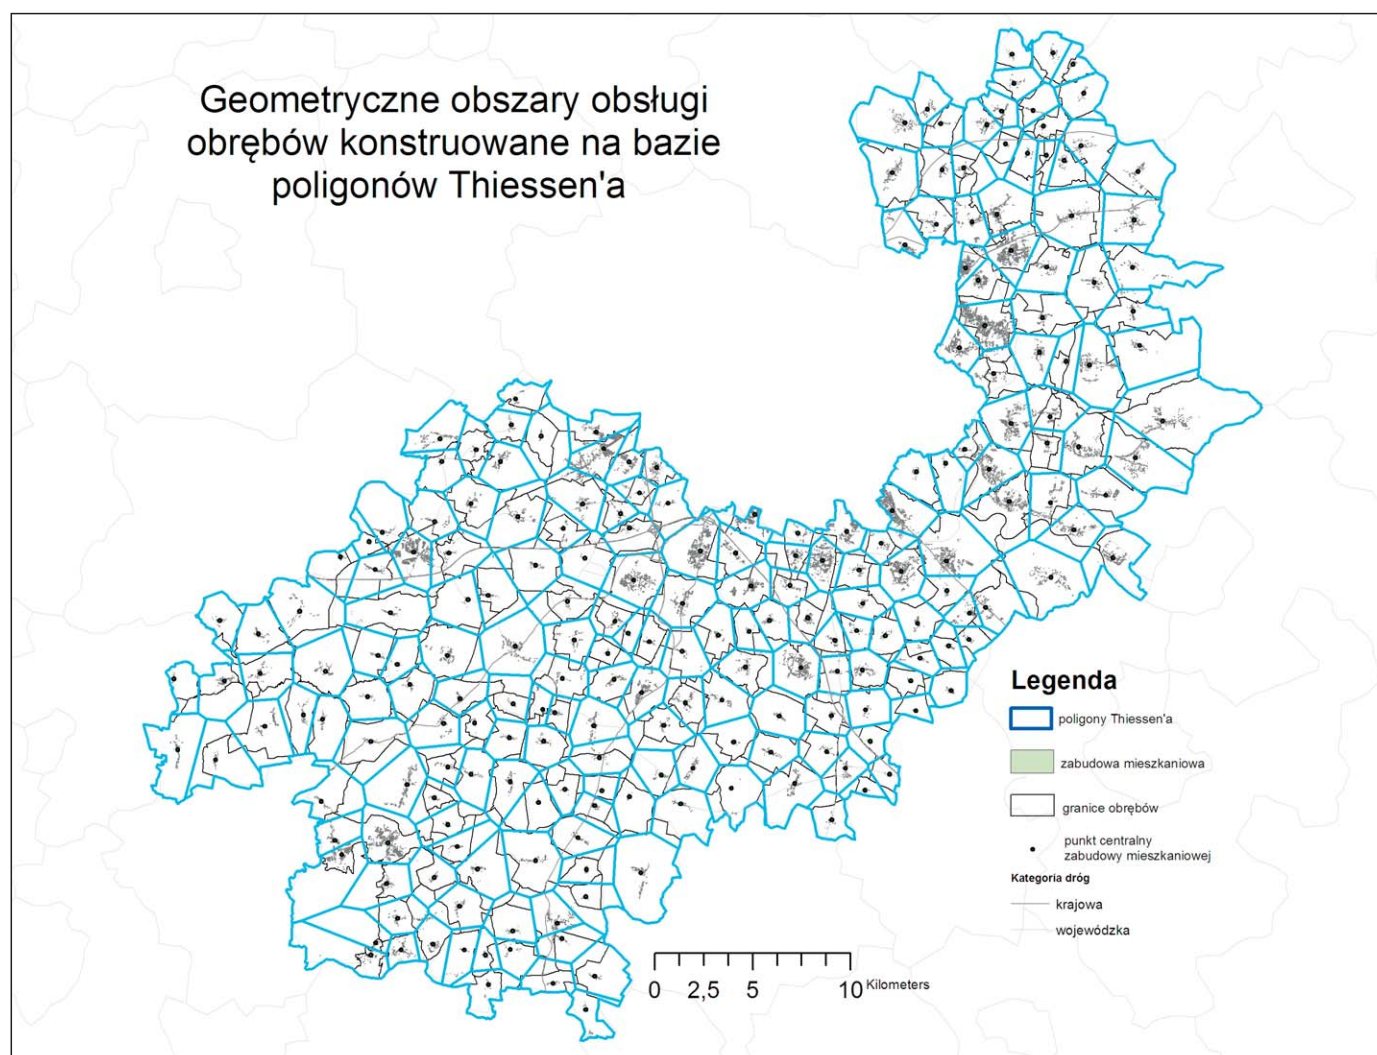 Geometryczne obszary obsługi
obrębów konstruowane na bazie
poligonów Thiessen'a
Legenda
poligony Thiessen'a
zabudowa mieszkaniowa
granice obrębów
punkt centralny
zabudowy mieszkaniowej
Kategoria dróg
krajowa
wojewódzka
0 2,5 5 10 Kilometers